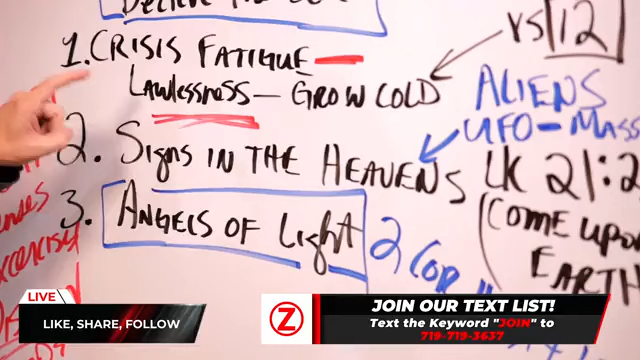 1. CRISIS FATIGUE
vs 12
LAWlessNESS — GROW COLD
ALIENS
UFO - MASS
2. SIGNS IN THE HEAVENS
LK 21:2
3. ANGELS OF Light
(COME UPON
EARTH
2 COR 11
LIVE
LIKE, SHARE, FOLLOW
Z
JOIN OUR TEXT LIST!
Text the Keyword "JOIN" to
719-719-3637